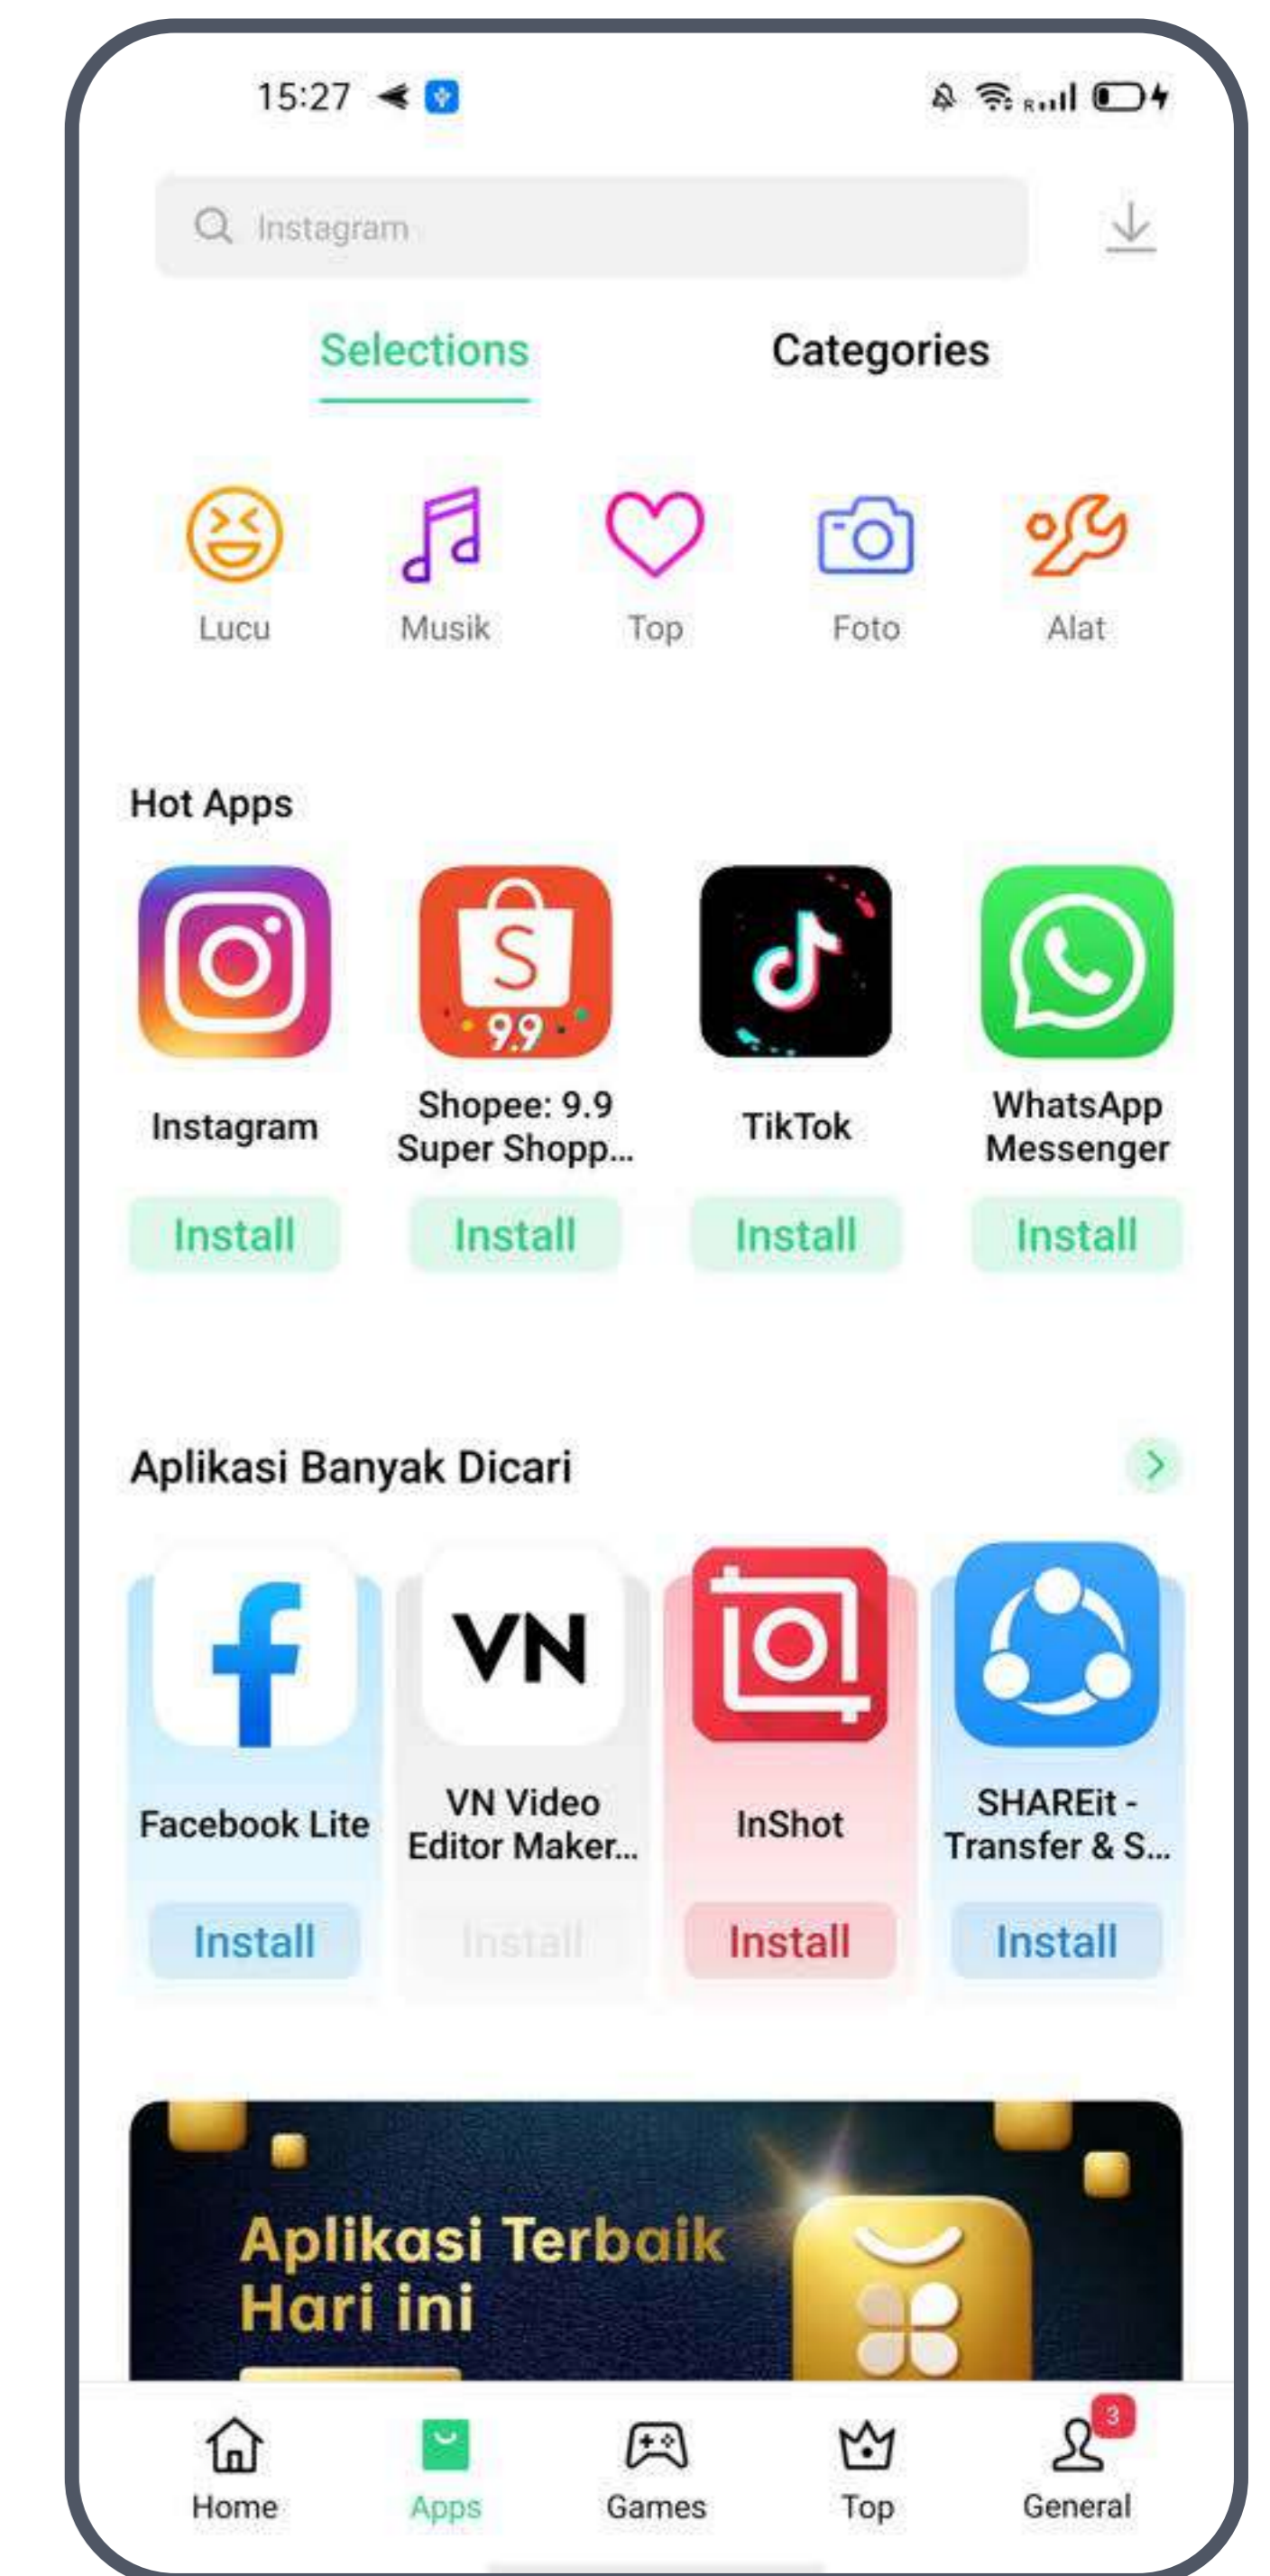 15:27
R
Instagram
Selections Categories
Lucu Musik Top Foto Alat
Hot Apps
S
9.9
Instagram
Shopee: 9.9
Super Shopp...
TikTok
WhatsApp
Messenger
Install Install Install Install
Aplikasi Banyak Dicari
VN
Facebook Lite
VN Video
Editor Maker...
InShot
SHAREit -
Transfer & S...
Install Install Install Install
Aplikasi Terbaik
Hari ini
3
Home Apps Games Top General